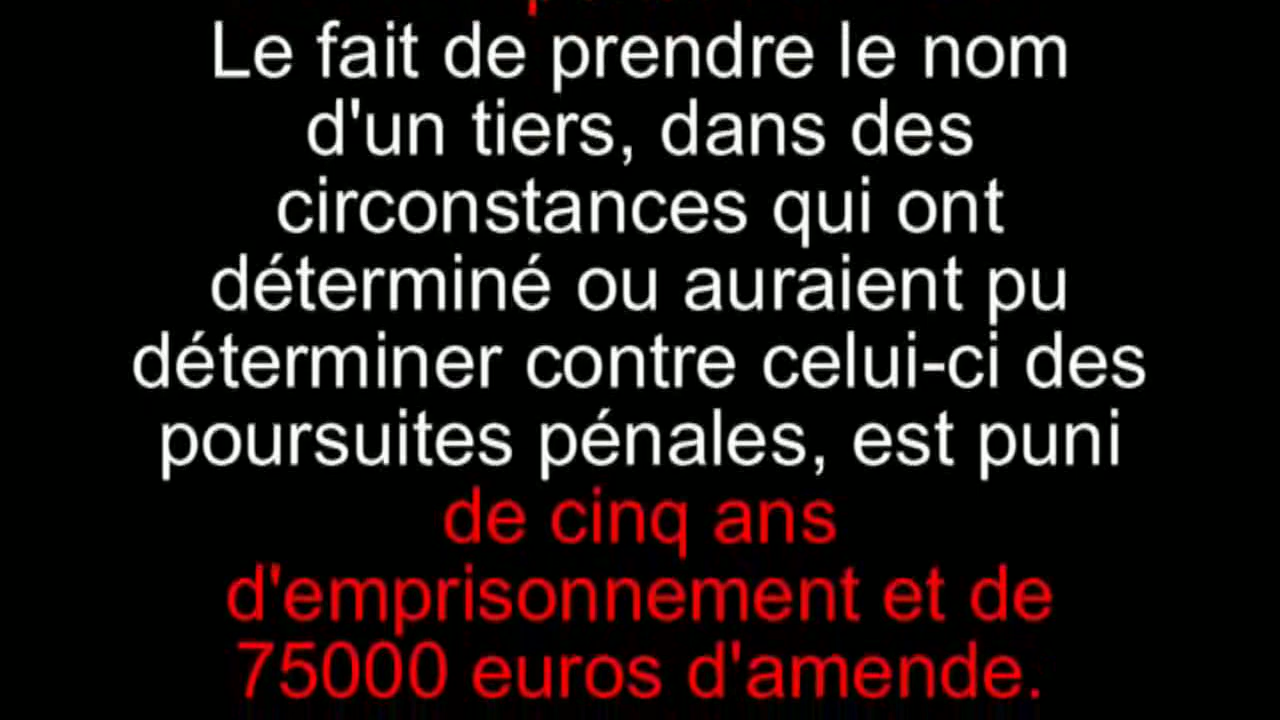 Le fait de prendre le nom
d'un tiers, dans des
circonstances qui ont
déterminé ou auraient pu
déterminer contre celui-ci des
poursuites pénales, est puni
de cinq ans
d'emprisonnement et de
75000 euros d'amende.